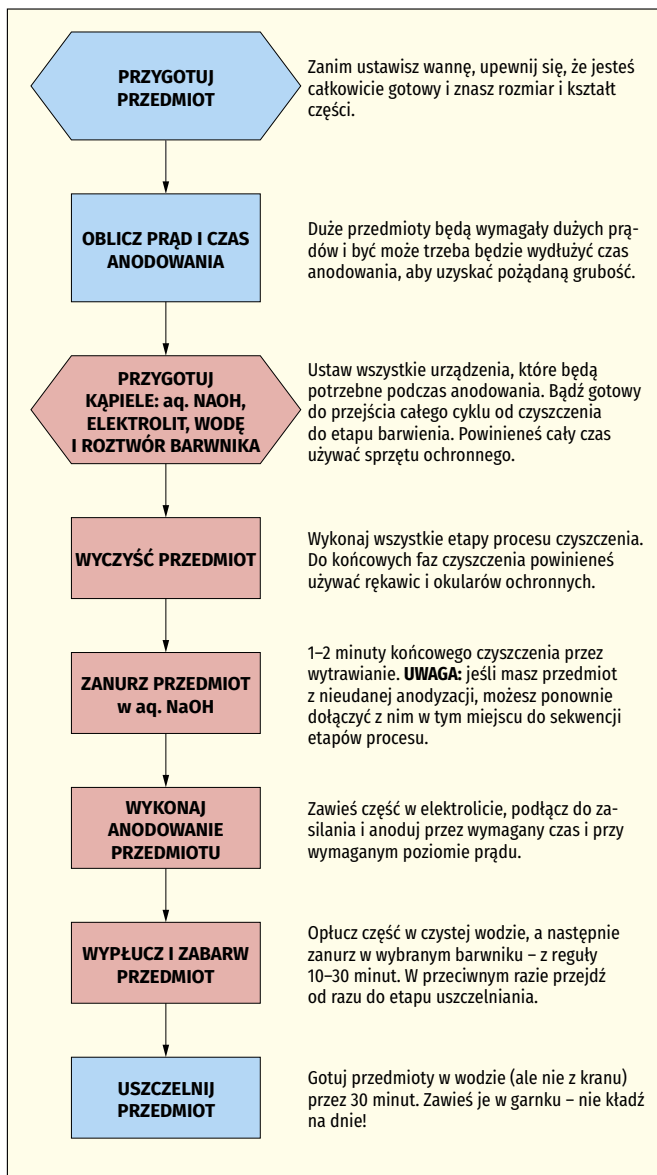 PRZYGOTUJ
PRZEDMIOT
Zanim ustawisz wannę, upewnij się, że jesteś
całkowicie gotowy i znasz rozmiar i kształt
części.
OBLICZ PRĄD I CZAS
ANODOWANIA
Duże przedmioty będą wymagały dużych prą-
dów i być może trzeba będzie wydłużyć czas
anodowania, aby uzyskać pożądaną grubość.
PRZYGOTUJ
KĄPIELE: aq. NAOH,
ELEKTROLIT, WODĘ
I ROZTWÓR BARWNIKA
Ustaw wszystkie urządzenia, które będą
potrzebne podczas anodowania. Bądź gotowy
do przejścia całego cyklu od czyszczenia
do etapu barwienia. Powinieneś cały czas
używać sprzętu ochronnego.
WYCZYŚĆ PRZEDMIOT
Wykonaj wszystkie etapy procesu czyszczenia.
Do końcowych faz czyszczenia powinieneś
używać rękawic i okularów ochronnych.
ZANURZ PRZEDMIOT
w aq. NaOH
1–2 minuty końcowego czyszczenia przez
wytrawianie. UWAGA: jeśli masz przedmiot
z nieudanej anodyzacji, możesz ponownie
dołączyć z nim w tym miejscu do sekwencji
etapów procesu.
WYKONAJ
ANODOWANIE
PRZEDMIOTU
Zawieś część w elektrolicie, podłącz do za-
silania i anoduj przez wymagany czas i przy
wymaganym poziomie prądu.
WYPŁUCZ I ZABARW
PRZEDMIOT
Opłucz część w czystej wodzie, a następnie
zanurz w wybranym barwniku – z reguły
10–30 minut. W przeciwnym razie przejdź
od razu do etapu uszczelniania.
USZCZELNIJ
PRZEDMIOT
Gotuj przedmioty w wodzie (ale nie z kranu)
przez 30 minut. Zawieś je w garnku – nie kładź
na dnie!